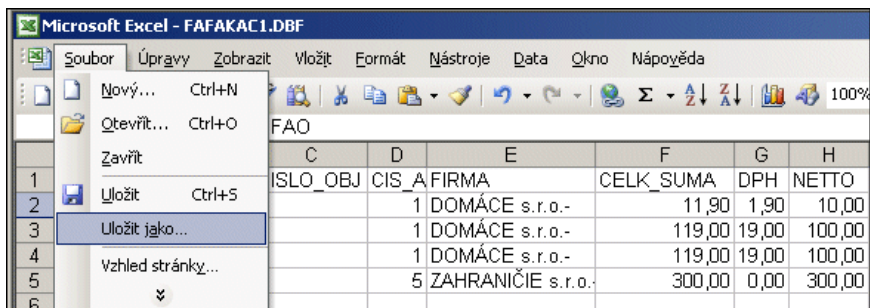 Microsoft Excel - FAFAKAC1.DBF
Soubor Úpravy Zobrazit Vložit Formát Nástroje Data Okno Nápověda
Nový... Ctrl+N
100%
Otevřít... Ctrl+O
FAO
Zavřít
C D E F G H
1 ISLO_OBJ CIS_A FIRMA CELK_SUMA DPH NETTO
Uložit Ctrl+S
2 1 DOMÁCE s.r.o.- 11,90 1,90 10,00
Uložit jako...
3 1 DOMÁCE s.r.o.- 119,00 19,00 100,00
4 1 DOMÁCE s.r.o.- 119,00 19,00 100,00
Vzhled stránky...
5 5 ZAHRANIČIE s.r.o.- 300,00 0,00 300,00
6